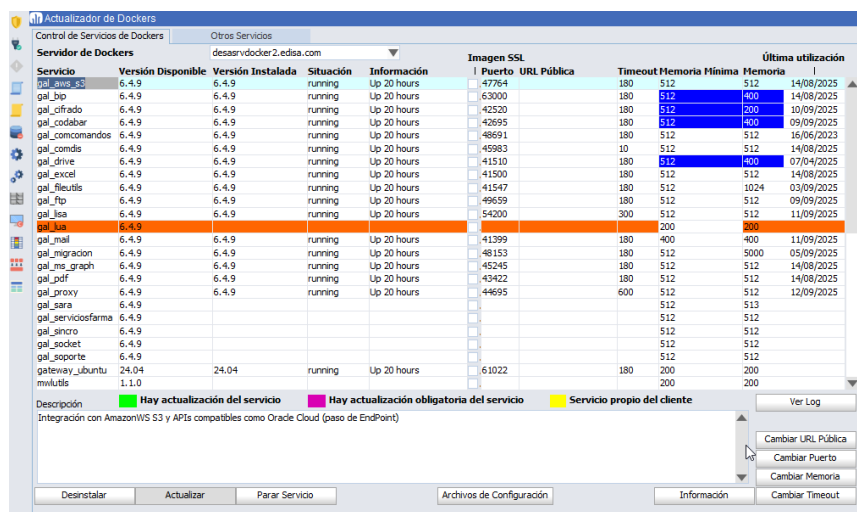 Actualizador de Dockers
Control de Servicios de Dockers Otros Servicios
Servidor de Dockers desasrvdocker2.edisa.com
Imagen SSL Última utilización
Servicio Versión Disponible Versión Instalada Situación Información Puerto URL Pública Timeout Memoria Mínima Memoria
gal_aws_s3 6.4.9 6.4.9 running Up 20 hours 47764 180 512 512 14/08/2025
gal_bip 6.4.9 6.4.9 running Up 20 hours 63000 180 512 400 14/08/2025
gal_cifrado 6.4.9 6.4.9 running Up 20 hours 42520 180 512 200 10/09/2025
gal_codabar 6.4.9 6.4.9 running Up 20 hours 42695 180 512 400 09/09/2025
gal_comcomandos 6.4.9 6.4.9 running Up 20 hours 48691 180 512 512 16/06/2023
gal_comdis 6.4.9 6.4.9 running Up 20 hours 45983 10 512 512 14/08/2025
gal_drive 6.4.9 6.4.9 running Up 20 hours 41510 180 512 400 07/04/2025
gal_excel 6.4.9 6.4.9 running Up 20 hours 41500 180 512 512 14/08/2025
gal_fileutils 6.4.9 6.4.9 running Up 20 hours 41547 180 512 1024 03/09/2025
gal_ftp 6.4.9 6.4.9 running Up 20 hours 49659 180 512 512 09/09/2025
gal_lisa 6.4.9 6.4.9 running Up 20 hours 54200 300 512 512 11/09/2025
gal_lua 6.4.9 200 200
gal_mail 6.4.9 6.4.9 running Up 20 hours 41399 180 400 400 11/09/2025
gal_migracion 6.4.9 6.4.9 running Up 20 hours 48153 180 512 5000 05/09/2025
gal_ms_graph 6.4.9 6.4.9 running Up 20 hours 45245 180 512 512 14/08/2025
gal_pdf 6.4.9 6.4.9 running Up 20 hours 43422 180 512 512 14/08/2025
gal_proxy 6.4.9 6.4.9 running Up 20 hours 44695 600 512 512 12/09/2025
gal_sara 6.4.9 512 513
gal_serviciosfarma 6.4.9 512 512
gal_sincro 6.4.9 512 512
gal_socket 6.4.9 512 512
gal_soporte 6.4.9 512 512
gateway_ubuntu 24.04 24.04 running Up 20 hours 61022 180 200 200
mwlutils 1.1.0 200 200
Descripción Hay actualización del servicio Hay actualización obligatoria del servicio Servicio propio del cliente Ver Log
Integración con AmazonWS S3 y APIs compatibles como Oracle Cloud (paso de EndPoint)
Cambiar URL Pública
Cambiar Puerto
Cambiar Memoria
Desinstalar Actualizar Parar Servicio Archivos de Configuración Información Cambiar Timeout